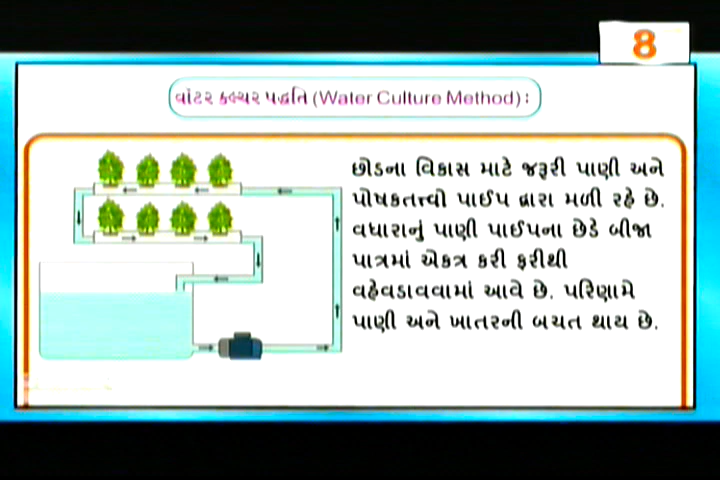 8
વૉટર કલ્ચર પદ્ધતિ (Water Culture Method) :
છોડના વિકાસ માટે જરૂરી પાણી અને
પોષકતત્ત્વો પાઈપ દ્વારા મળી રહે છે.
વધારાનું પાણી પાઈપના છેડે બીજા
પાત્રમાં એકત્ર કરી ફરીથી
વહેવડાવવામાં આવે છે. પરિણામે
પાણી અને ખાતરની બચત થાય છે.